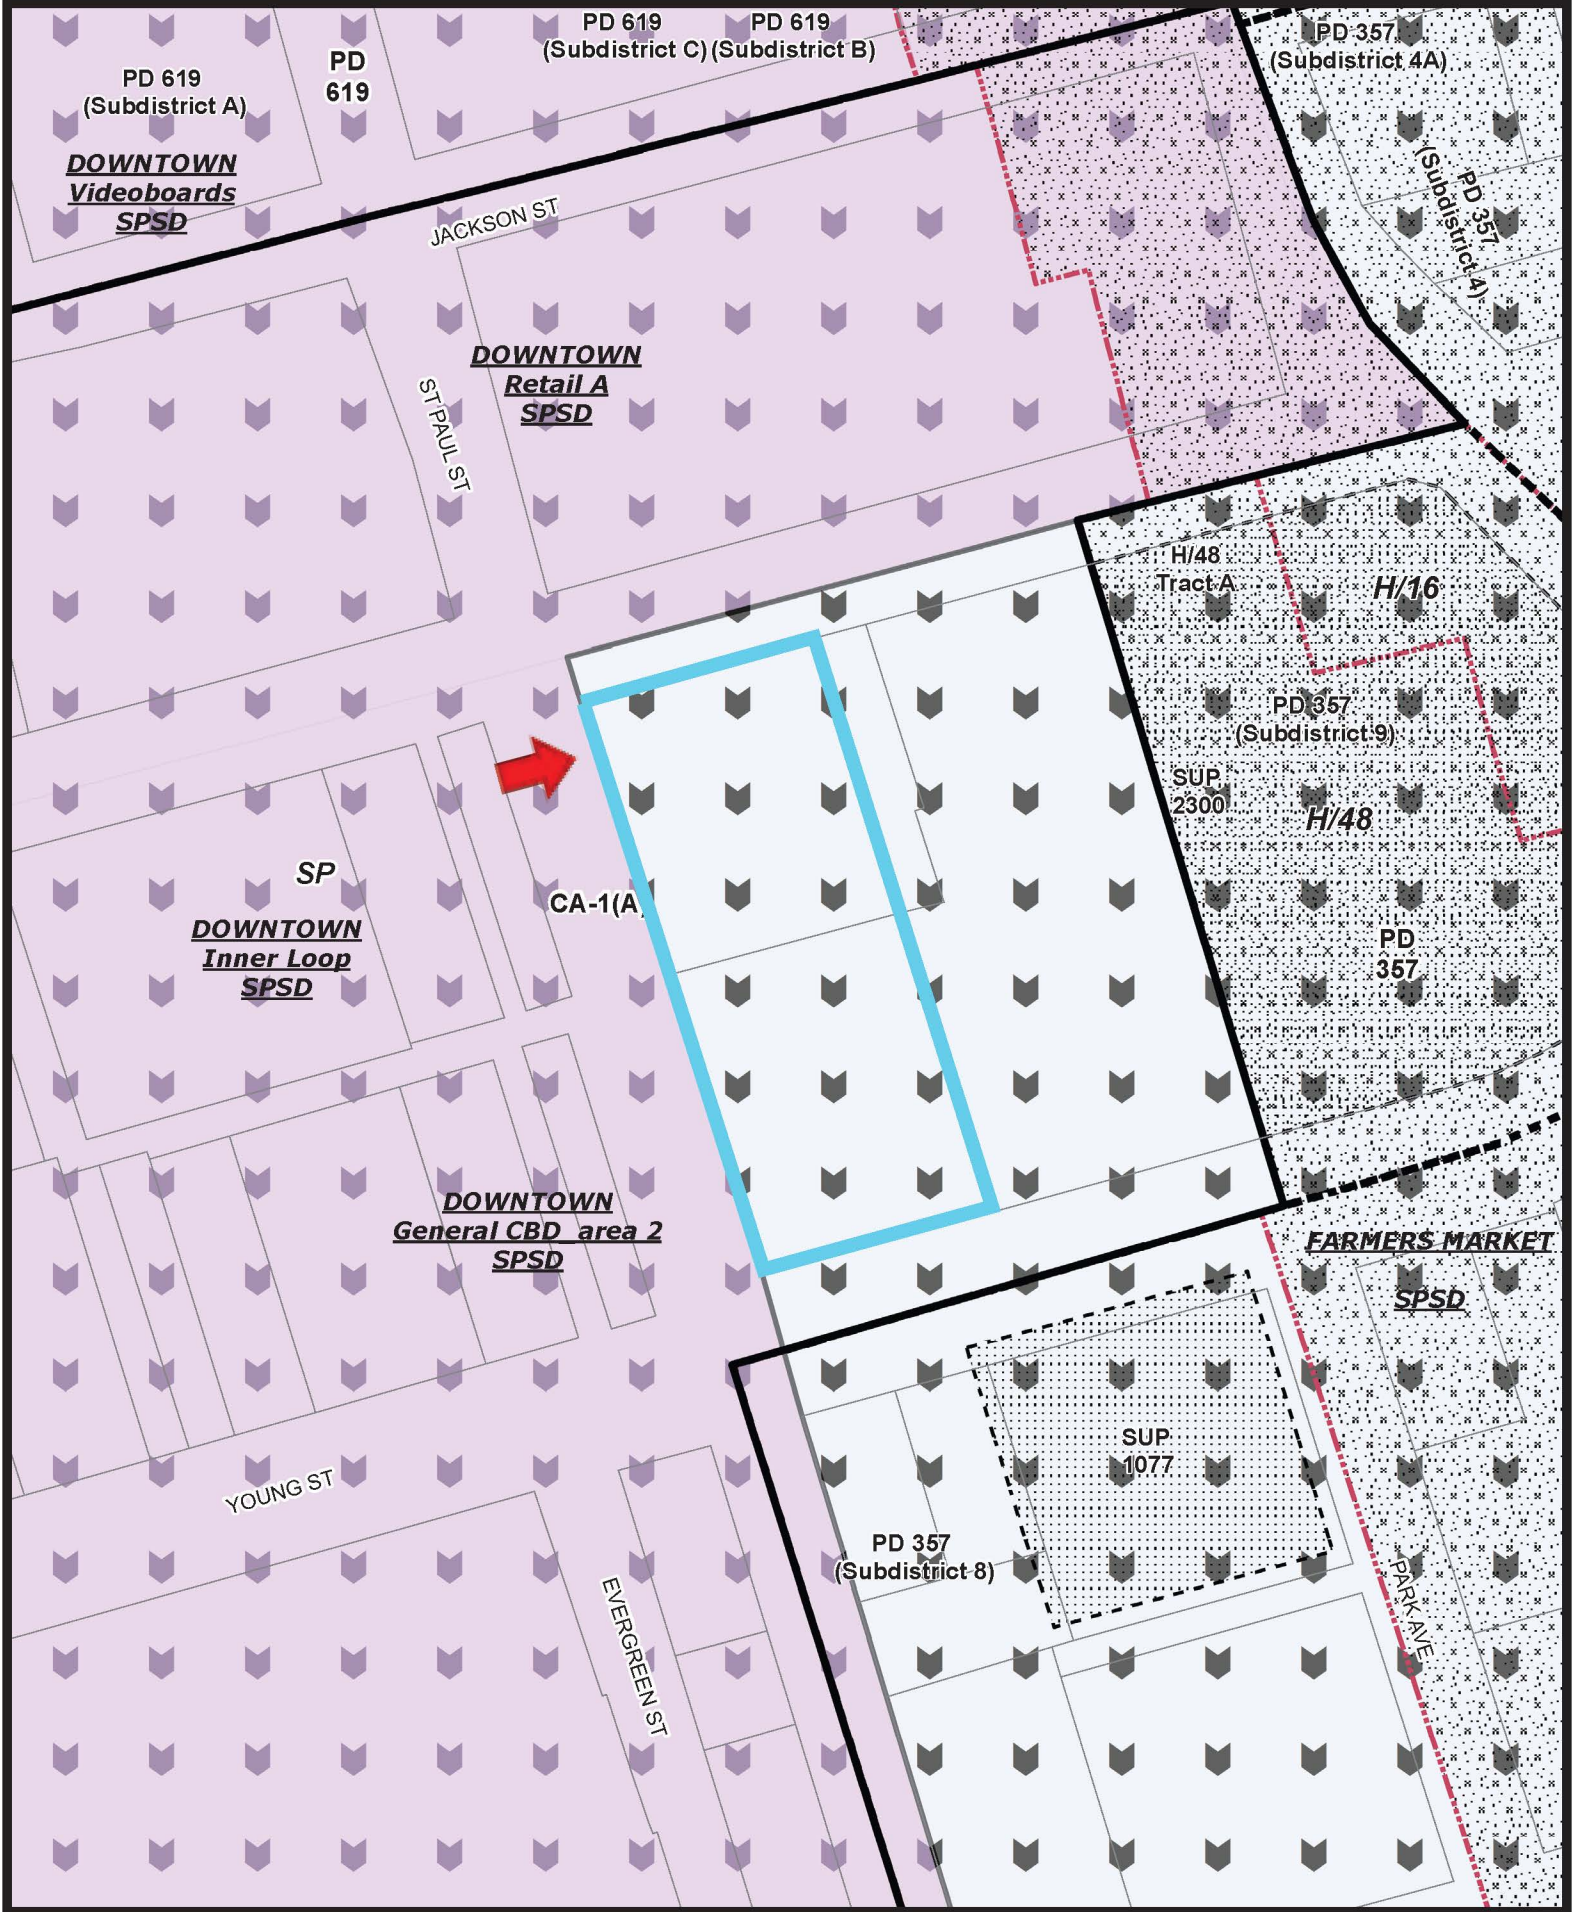 PD 619
(Subdistrict C)
PD 619
(Subdistrict B)
PD 357
(Subdistrict 4A)
PD
619
PD 619
(Subdistrict A)
DOWNTOWN
Videoboards
SPSD
PD 357
(Subdistrict 4)
JACKSON ST
DOWNTOWN
Retail A
SPSD
ST PAUL ST
H/48
Tract A
H/16
PD 357
(Subdistrict 9)
SUP
2300
H/48
SP
CA-1(A)
DOWNTOWN
Inner Loop
SPSD
PD
357
DOWNTOWN
General CBD_area 2
SPSD
FARMERS MARKET
SPSD
SUP
1077
YOUNG ST
PD 357
(Subdistrict 8)
EVERGREEN ST
PARK AVE